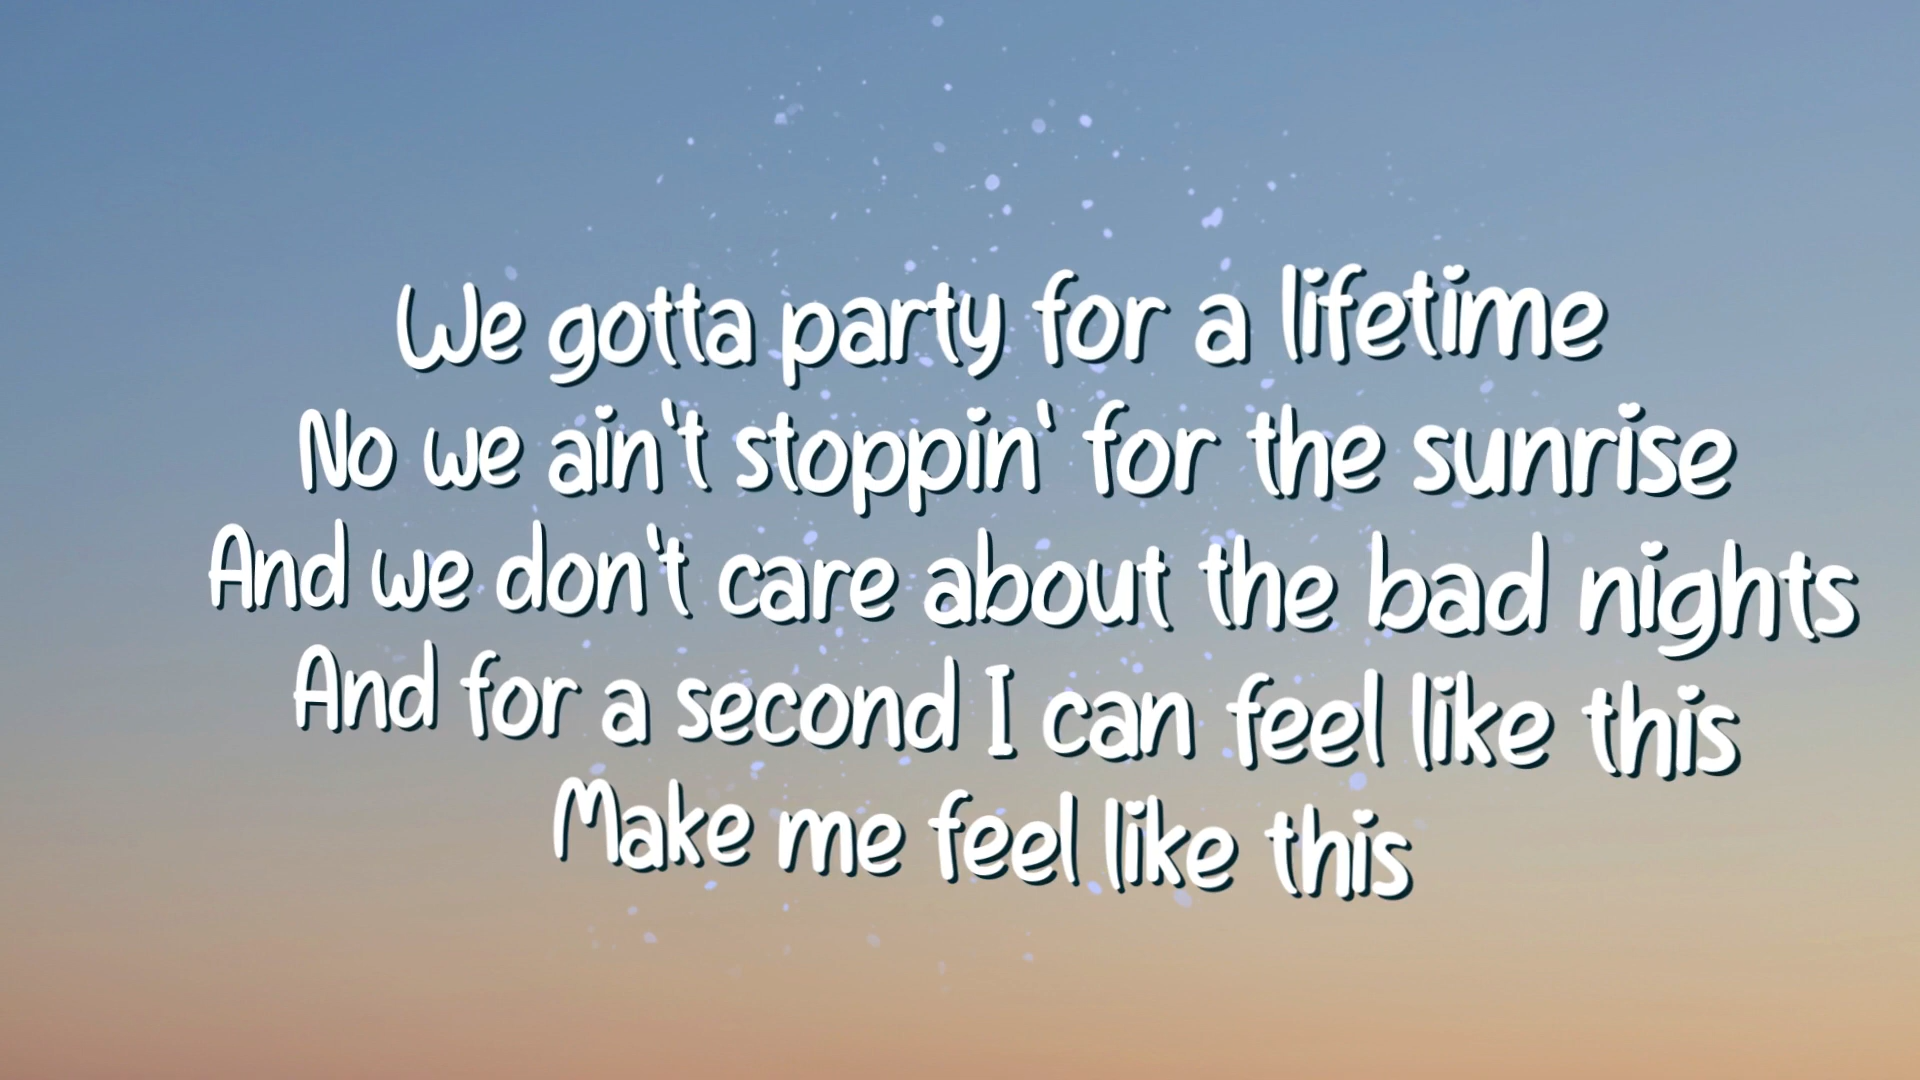 We gotta party for a lifetime
No we ain't stoppin' for the sunrise
And we don't care about the bad nights
And for a second I can feel like this
Make me feel like this